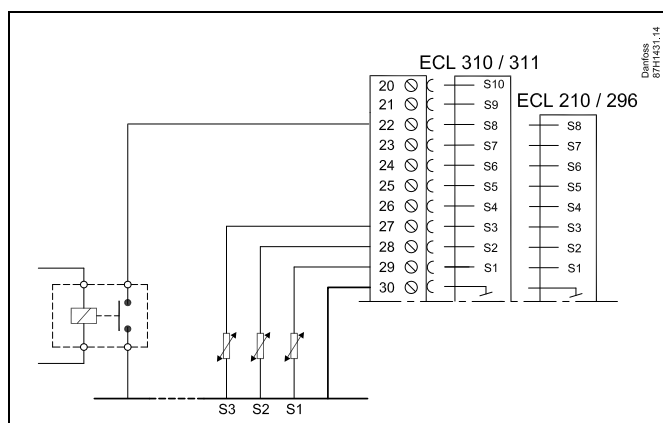 Danfoss
87H1431.14
ECL 310 / 311
ECL 210 / 296
20 S10
21 S9
22 S8 S8
23 S7 S7
24 S6 S6
25 S5 S5
26 S4 S4
27 S3 S3
28 S2 S2
29 S1 S1
30
S3 S2 S1